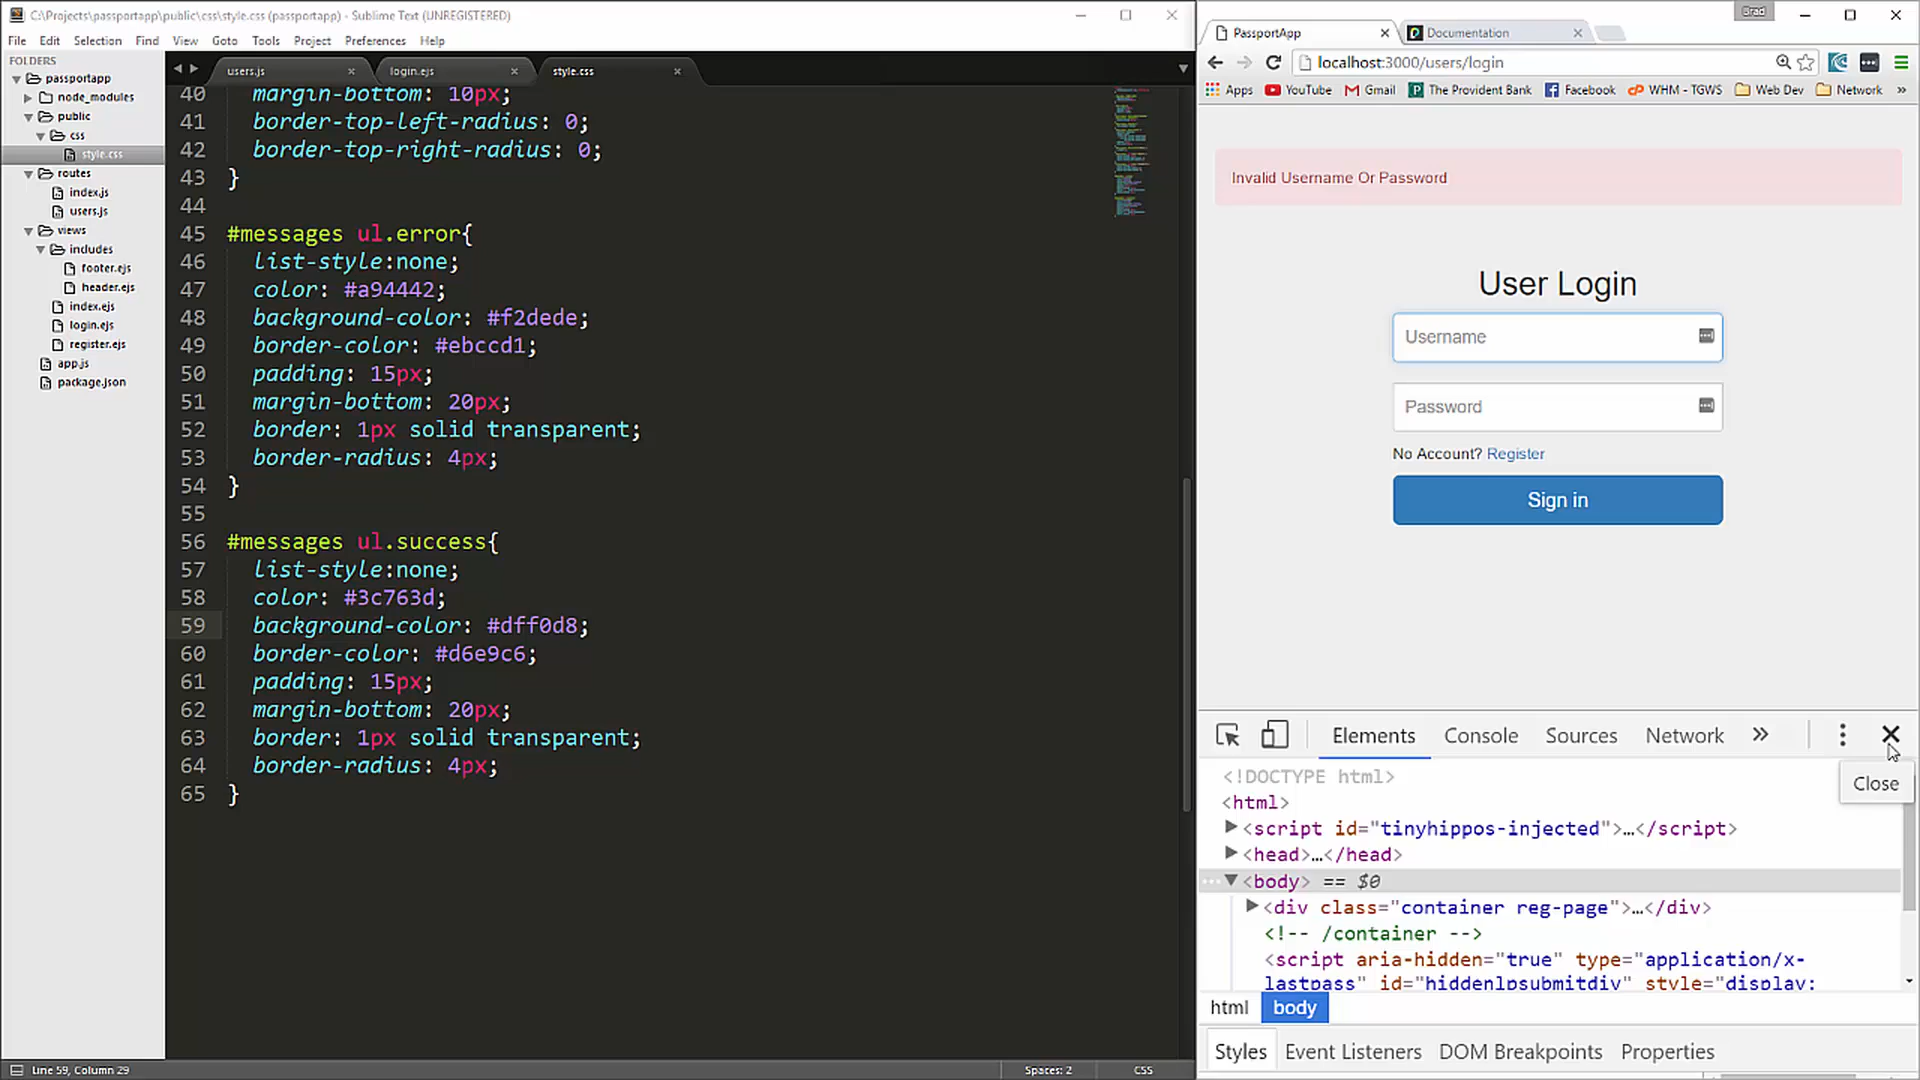 C:\Projects\passportapp\public\css\style.css (passportapp) - Sublime Text (UNREGISTERED)
File Edit Selection Find View Goto Tools Project Preferences Help
FOLDERS
passportapp
node_modules
public
css
style.css
routes
index.js
users.js
views
includes
footer.ejs
header.ejs
index.ejs
login.ejs
register.ejs
app.js
package.json
users.js login.ejs style.css
40 margin-bottom: 10px;
41 border-top-left-radius: 0;
42 border-top-right-radius: 0;
43 }
44
45 #messages ul.error{
46 list-style:none;
47 color: #a94442;
48 background-color: #f2dede;
49 border-color: #ebccd1;
50 padding: 15px;
51 margin-bottom: 20px;
52 border: 1px solid transparent;
53 border-radius: 4px;
54 }
55
56 #messages ul.success{
57 list-style:none;
58 color: #3c763d;
59 background-color: #dff0d8;
60 border-color: #d6e9c6;
61 padding: 15px;
62 margin-bottom: 20px;
63 border: 1px solid transparent;
64 border-radius: 4px;
65 }
Line 59, Column 29 Spaces: 2 CSS
Brad
PassportApp Documentation
localhost:3000/users/login
Apps YouTube Gmail The Provident Bank Facebook WHM - TGWS Web Dev Network »
Invalid Username Or Password
User Login
Username
Password
No Account? Register
Sign in
Elements Console Sources Network »
Close
<!DOCTYPE html>
<html>
<script id="tinyhippos-injected">…</script>
<head>…</head>
<body> == $0
<div class="container reg-page">…</div>
<!-- /container -->
<script aria-hidden="true" type="application/x-
lastpass" id="hiddenlpsubmitdiv" style="display:
html body
Styles Event Listeners DOM Breakpoints Properties